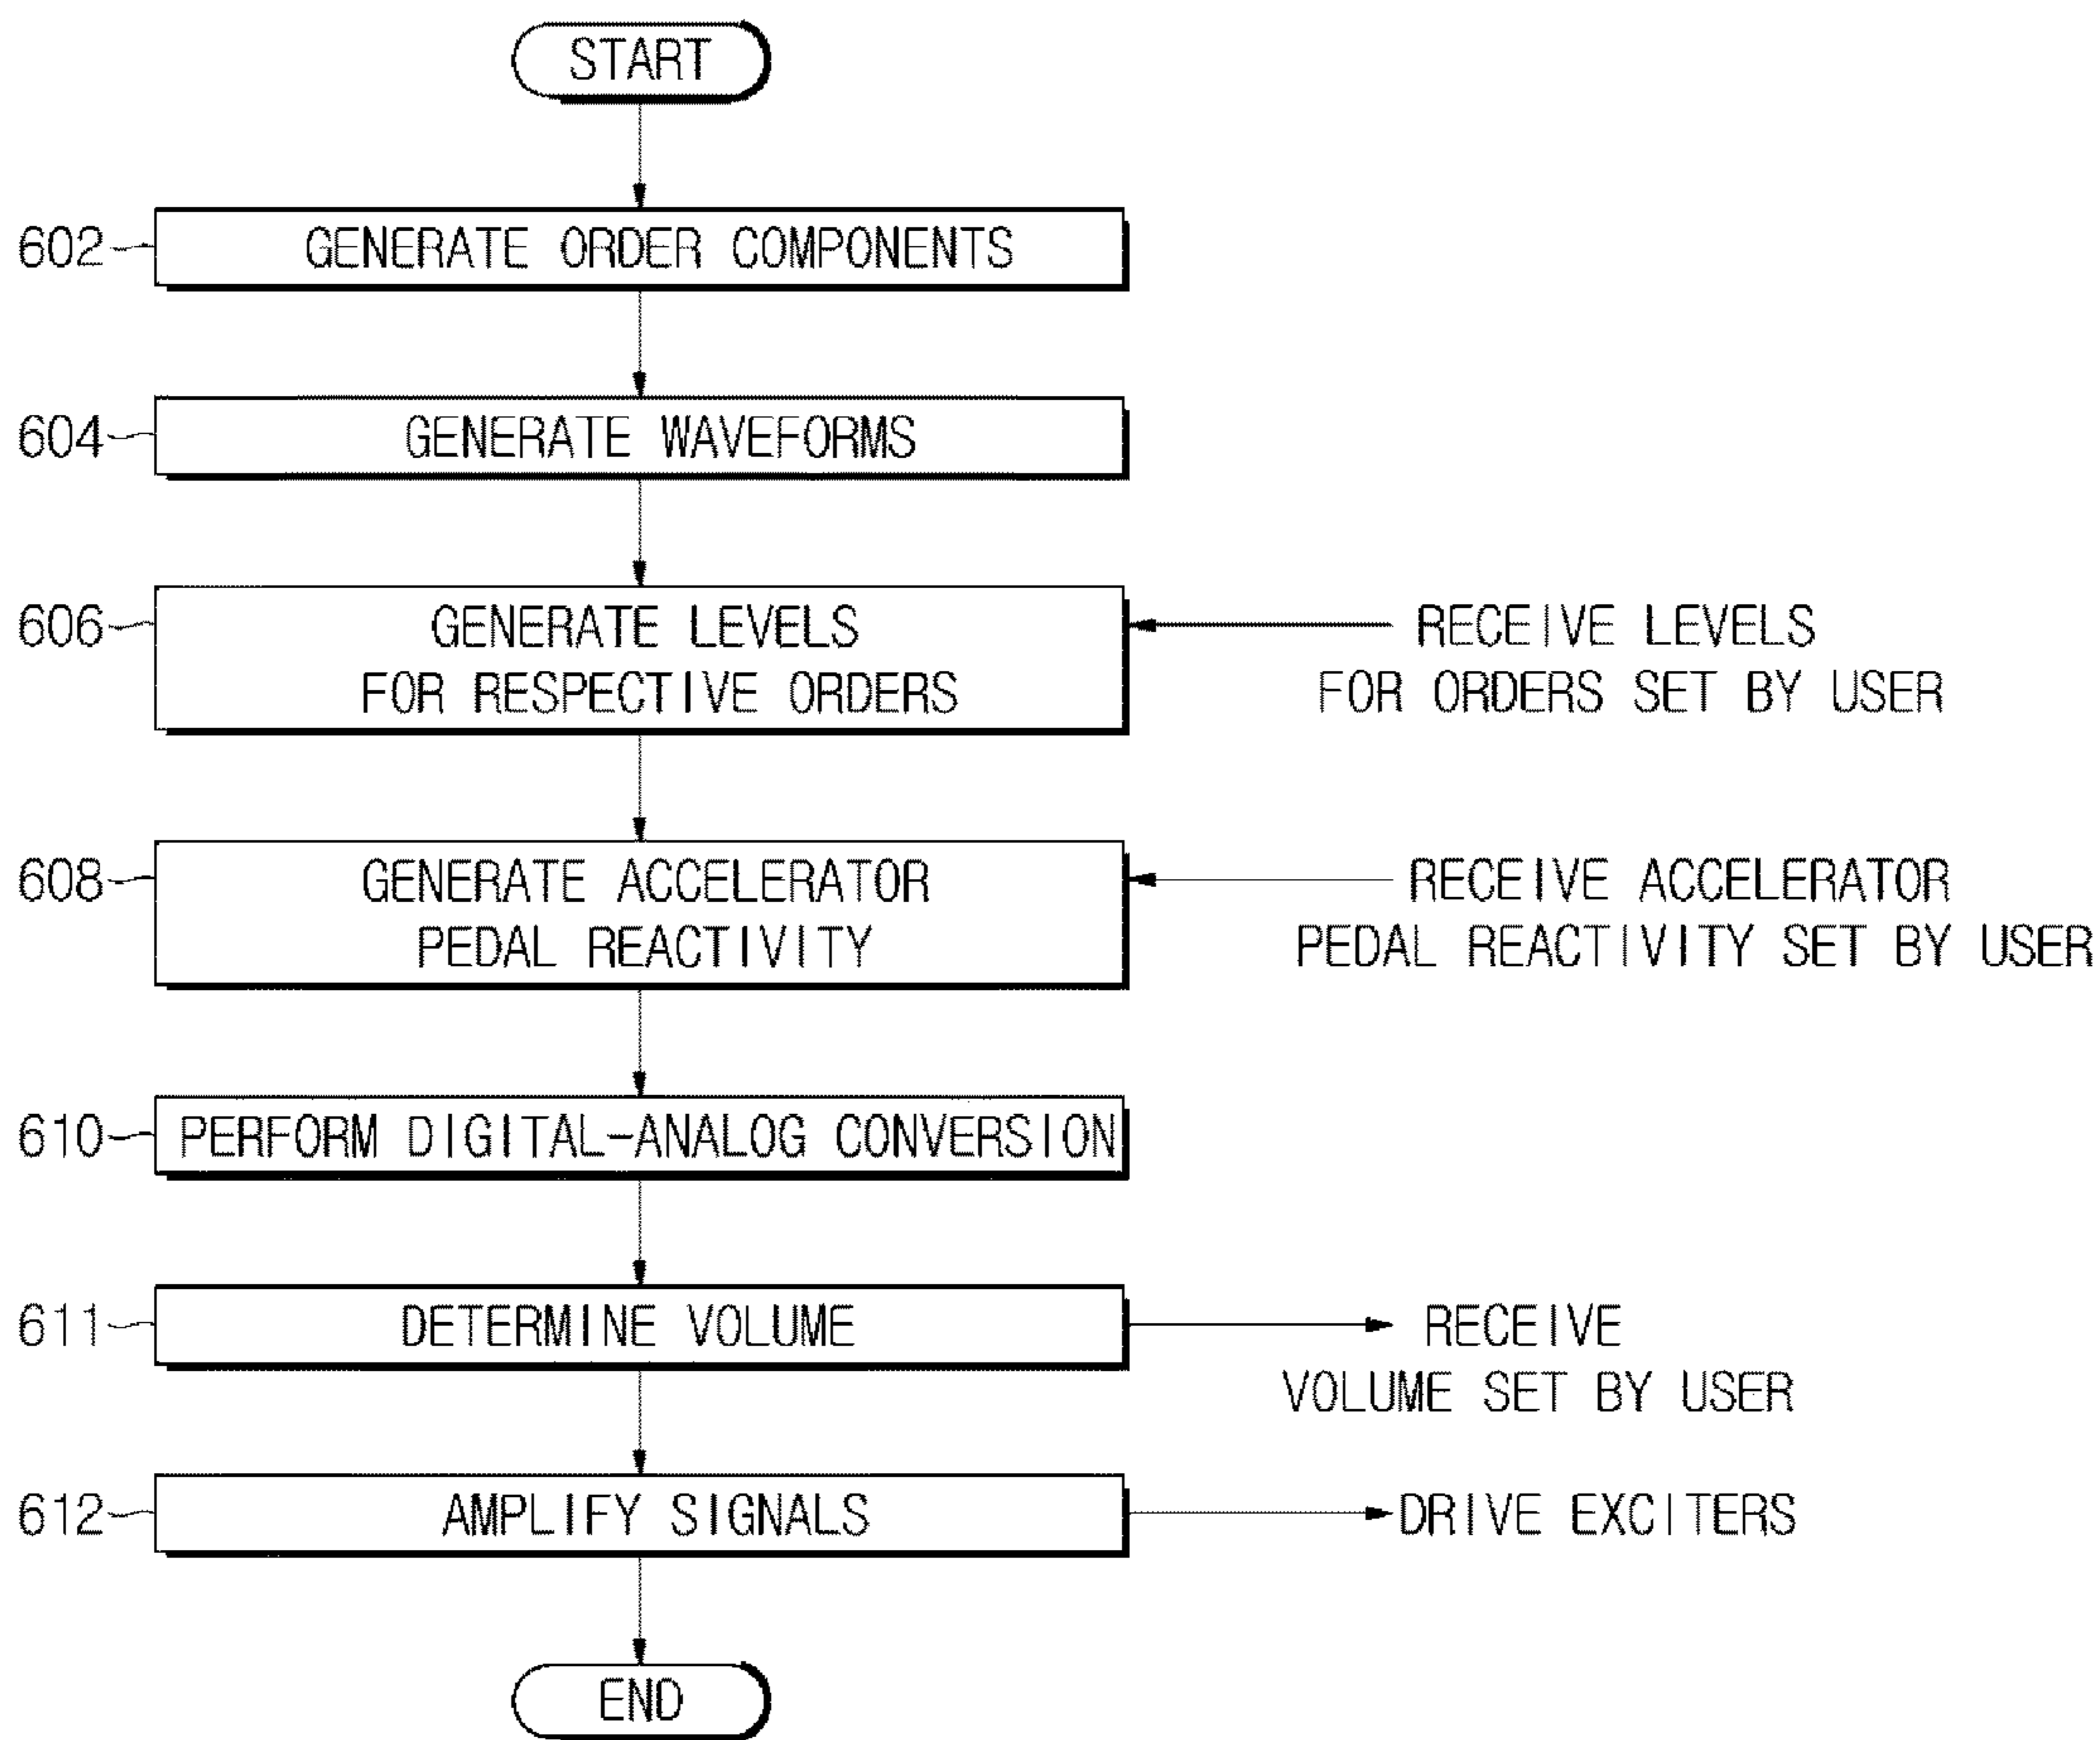 START
602
GENERATE ORDER COMPONENTS
604
GENERATE WAVEFORMS
606
GENERATE LEVELS
FOR RESPECTIVE ORDERS
RECEIVE LEVELS
FOR ORDERS SET BY USER
608
GENERATE ACCELERATOR
PEDAL REACTIVITY
RECEIVE ACCELERATOR
PEDAL REACTIVITY SET BY USER
610
PERFORM DIGITAL-ANALOG CONVERSION
611
DETERMINE VOLUME
RECEIVE
VOLUME SET BY USER
612
AMPLIFY SIGNALS
DRIVE EXCITERS
END